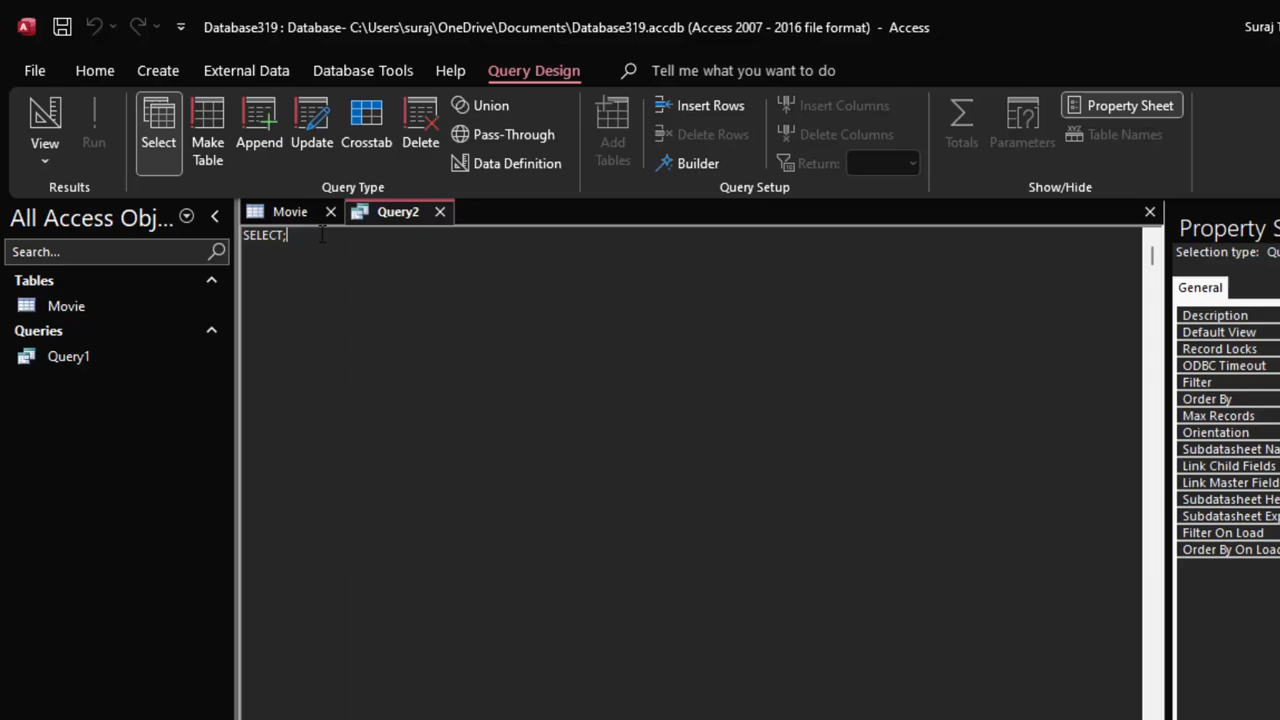 Database319 : Database- C:\Users\suraj\OneDrive\Documents\Database319.accdb (Access 2007 - 2016 file format) - Access
Suraj
File Home Create External Data Database Tools Help Query Design Tell me what you want to do
View
Run
Select
Make Table
Append
Update
Crosstab
Delete
Union
Pass-Through
Data Definition
Add Tables
Insert Rows
Delete Rows
Builder
Insert Columns
Delete Columns
Return:
Totals
Parameters
Property Sheet
XYZ
Table Names
Results
Query Type
Query Setup
Show/Hide
All Access Obj...
Search...
Tables
Movie
Queries
Query1
Movie
Query2
SELECT;
Property S
Selection type: Qu
General
Description
Default View
Record Locks
ODBC Timeout
Filter
Order By
Max Records
Orientation
Subdatasheet Na
Link Child Fields
Link Master Field
Subdatasheet He
Subdatasheet Exp
Filter On Load
Order By On Load